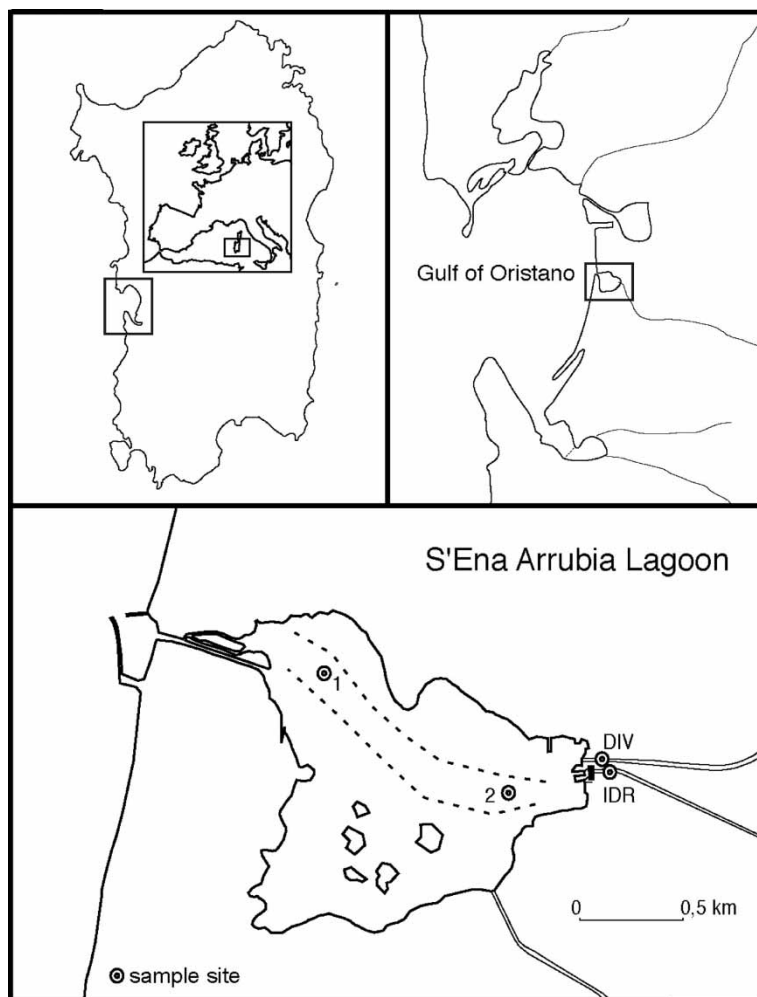 Gulf of Oristano
S'Ena Arrubia Lagoon
1
DIV
2
IDR
0 0,5 km
sample site